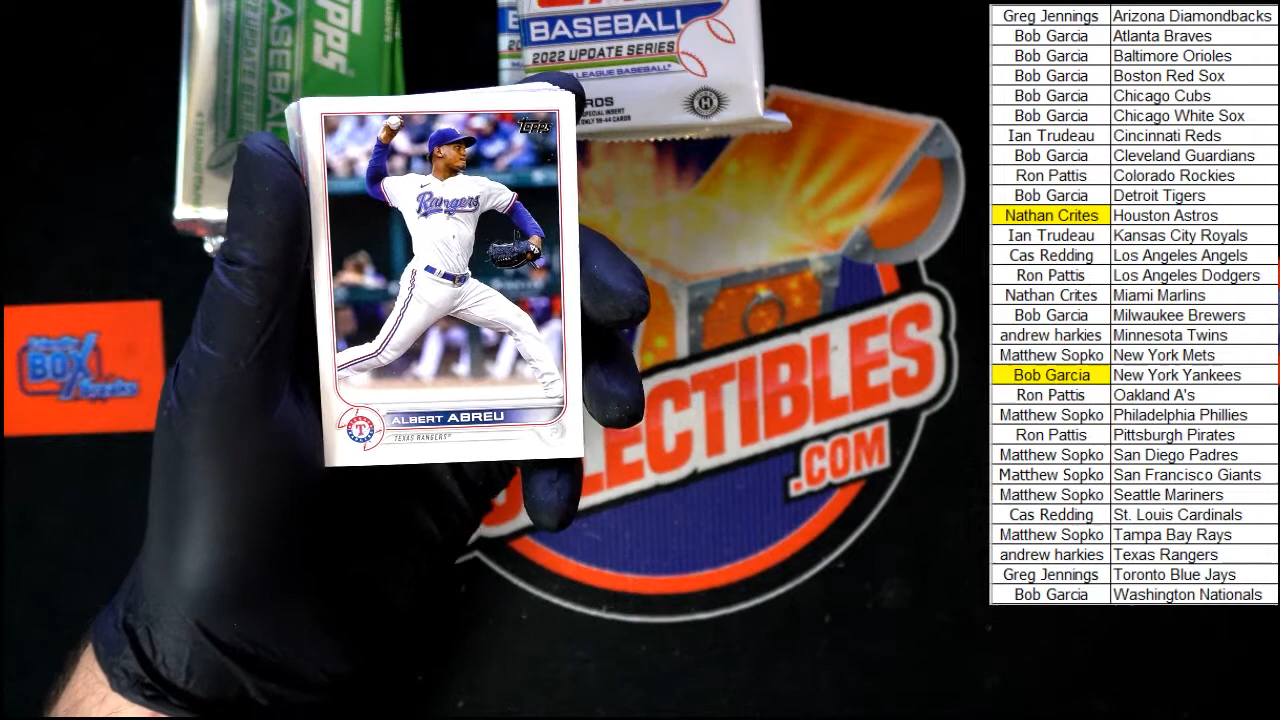 TOPPS
BASEBALL
UPDATE SERIES
BASEBALL
2022 UPDATE SERIES
LEAGUE BASEBALL
H
Topps
Rangers
T
ALBERT ABREU
TEXAS RANGERS
BOX
Breaks
LECTIBLES
.COM
Greg Jennings Arizona Diamondbacks
Bob Garcia Atlanta Braves
Bob Garcia Baltimore Orioles
Bob Garcia Boston Red Sox
Bob Garcia Chicago Cubs
Bob Garcia Chicago White Sox
Ian Trudeau Cincinnati Reds
Bob Garcia Cleveland Guardians
Ron Pattis Colorado Rockies
Bob Garcia Detroit Tigers
Nathan Crites Houston Astros
Ian Trudeau Kansas City Royals
Cas Redding Los Angeles Angels
Ron Pattis Los Angeles Dodgers
Nathan Crites Miami Marlins
Bob Garcia Milwaukee Brewers
andrew harkies Minnesota Twins
Matthew Sopko New York Mets
Bob Garcia New York Yankees
Ron Pattis Oakland A's
Matthew Sopko Philadelphia Phillies
Ron Pattis Pittsburgh Pirates
Matthew Sopko San Diego Padres
Matthew Sopko San Francisco Giants
Matthew Sopko Seattle Mariners
Cas Redding St. Louis Cardinals
Matthew Sopko Tampa Bay Rays
andrew harkies Texas Rangers
Greg Jennings Toronto Blue Jays
Bob Garcia Washington Nationals